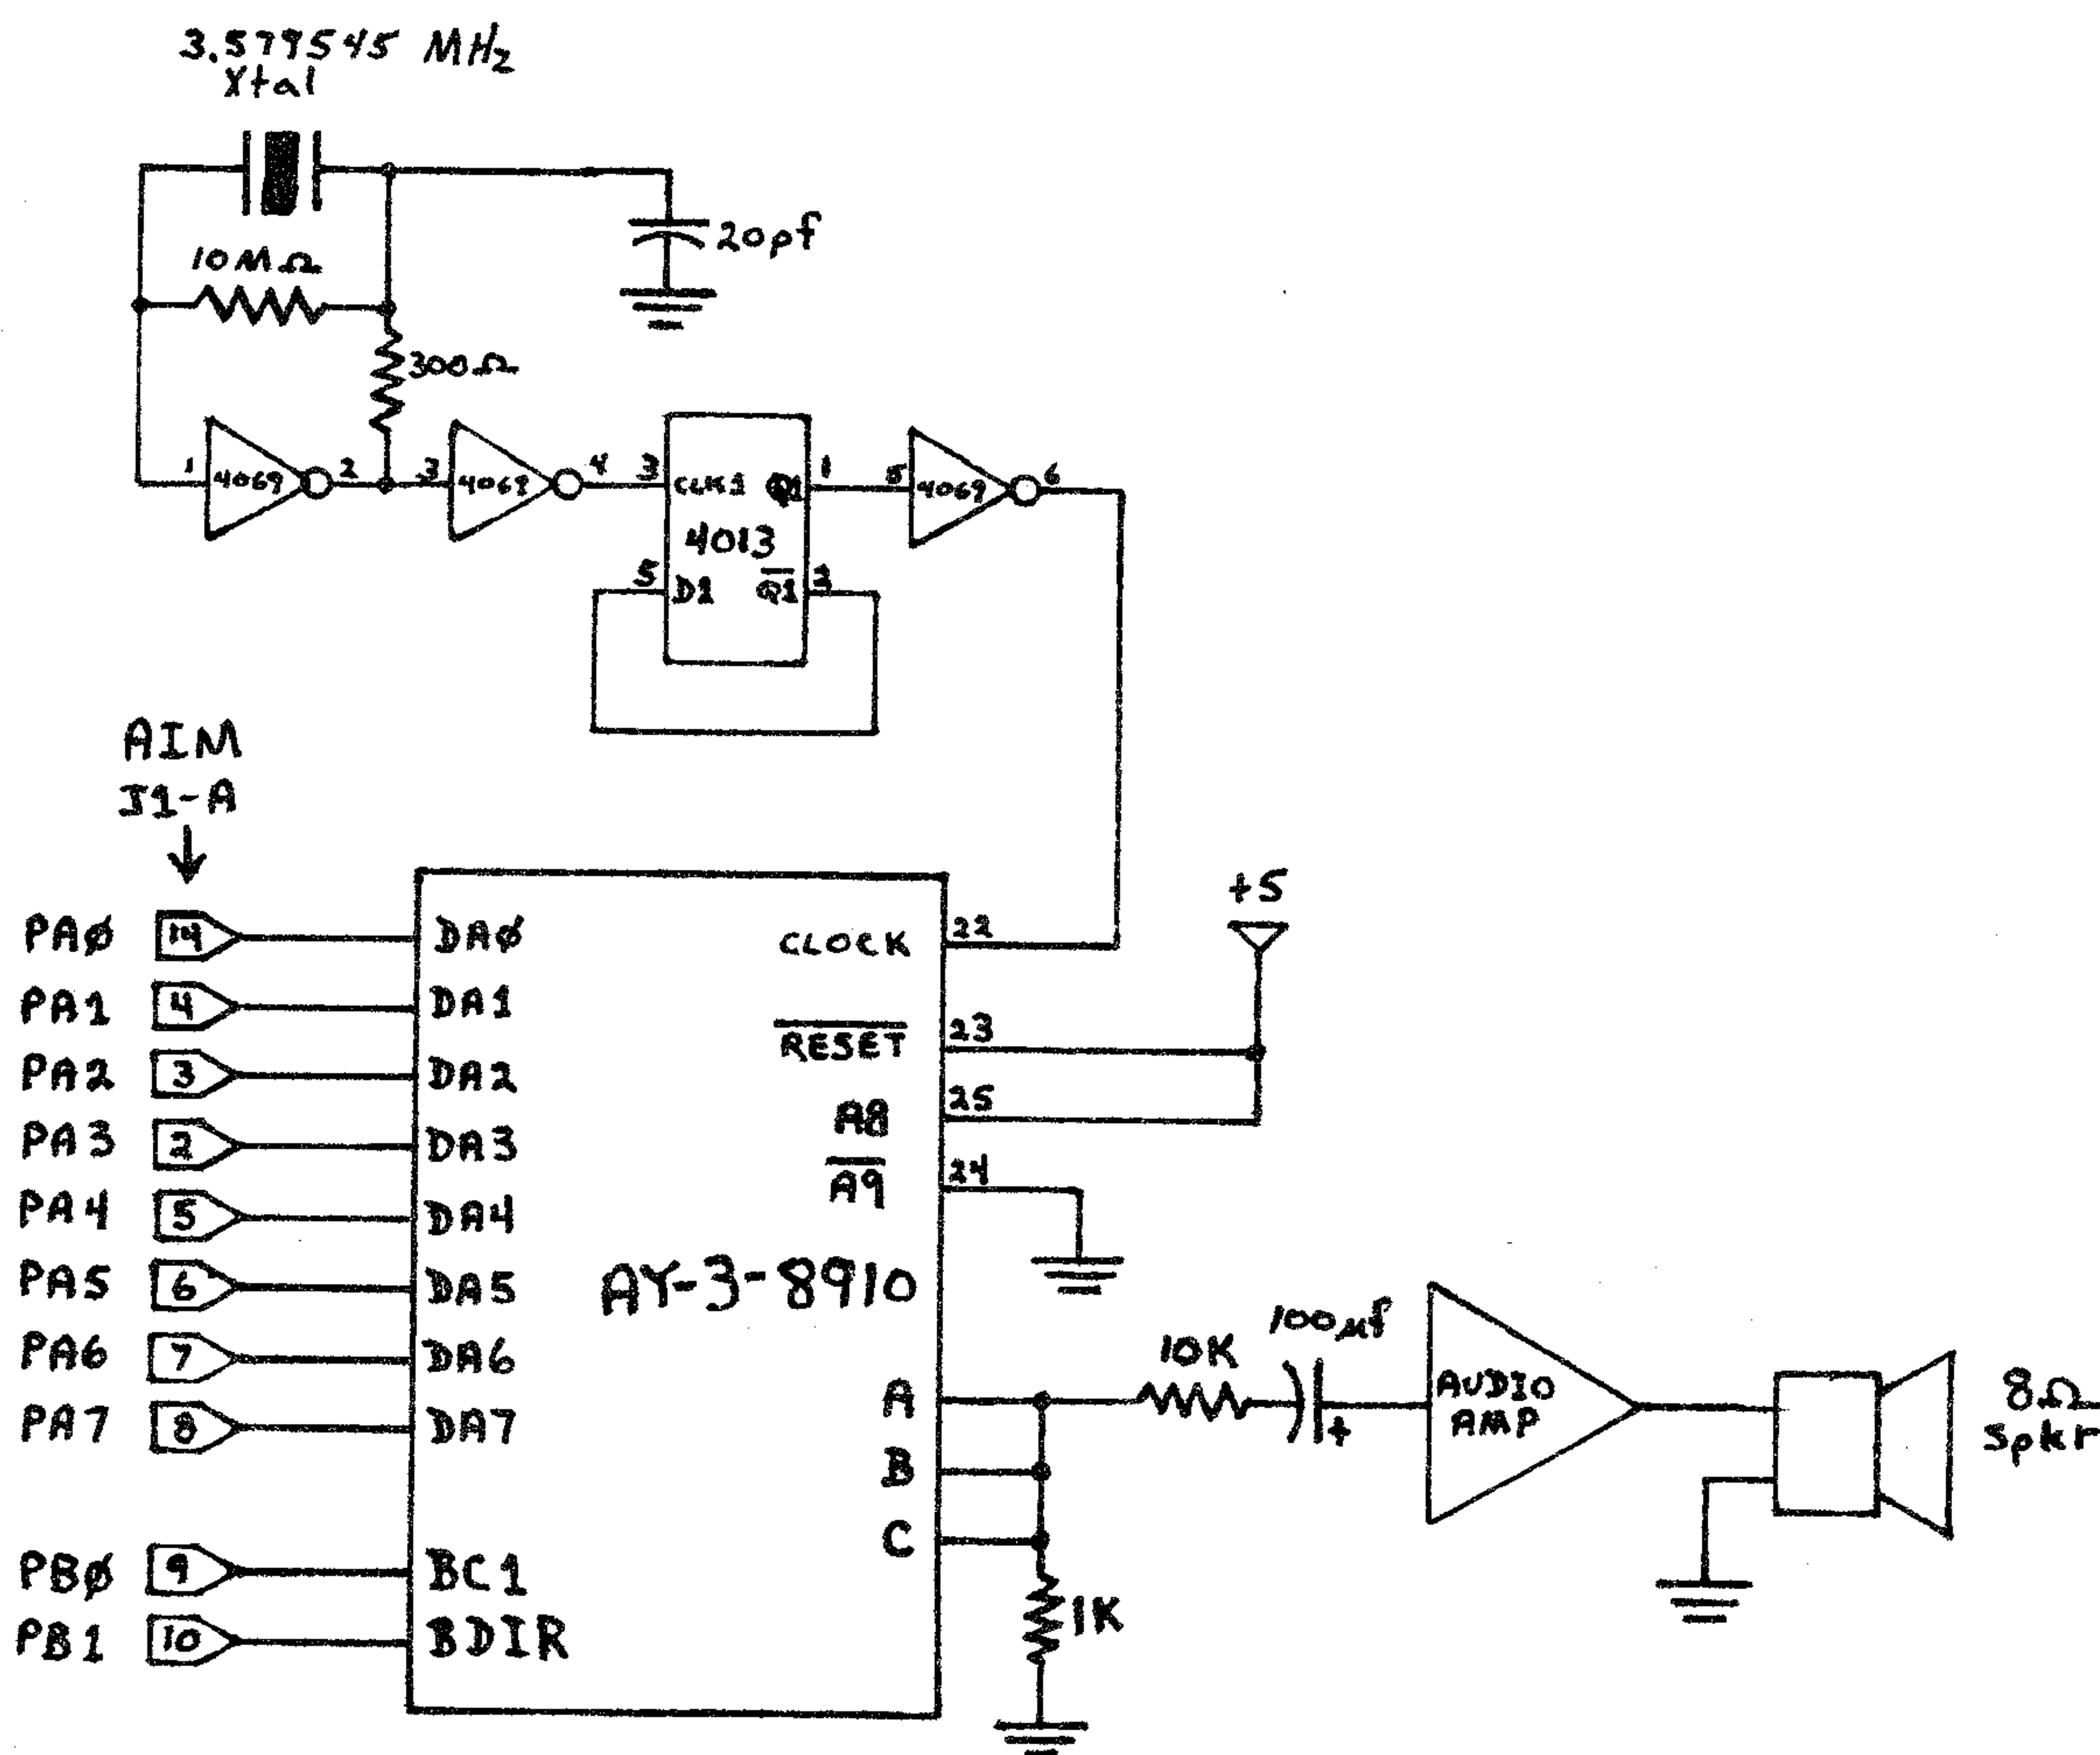 3.579545 MHz
Xtal
10MΩ
20pf
300Ω
1 4069 2
3 4069 4
3 CLK1 Q1 1
4013
5 D1 Q̅1̅ 2
5 4069 6
AIM
J1-A
PAØ 14 DAØ
PA1 4 DA1
PA2 3 DA2
PA3 2 DA3
PA4 5 DA4
PA5 6 DA5
PA6 7 DA6
PA7 8 DA7
PBØ 9 BC1
PB1 10 BDIR
AY-3-8910
CLOCK 22
+5
R̅E̅S̅E̅T̅ 23
A8 25
A̅9̅ 24
A
B
C
10K
100µf
+
1K
AUDIO
AMP
8Ω
Spkr